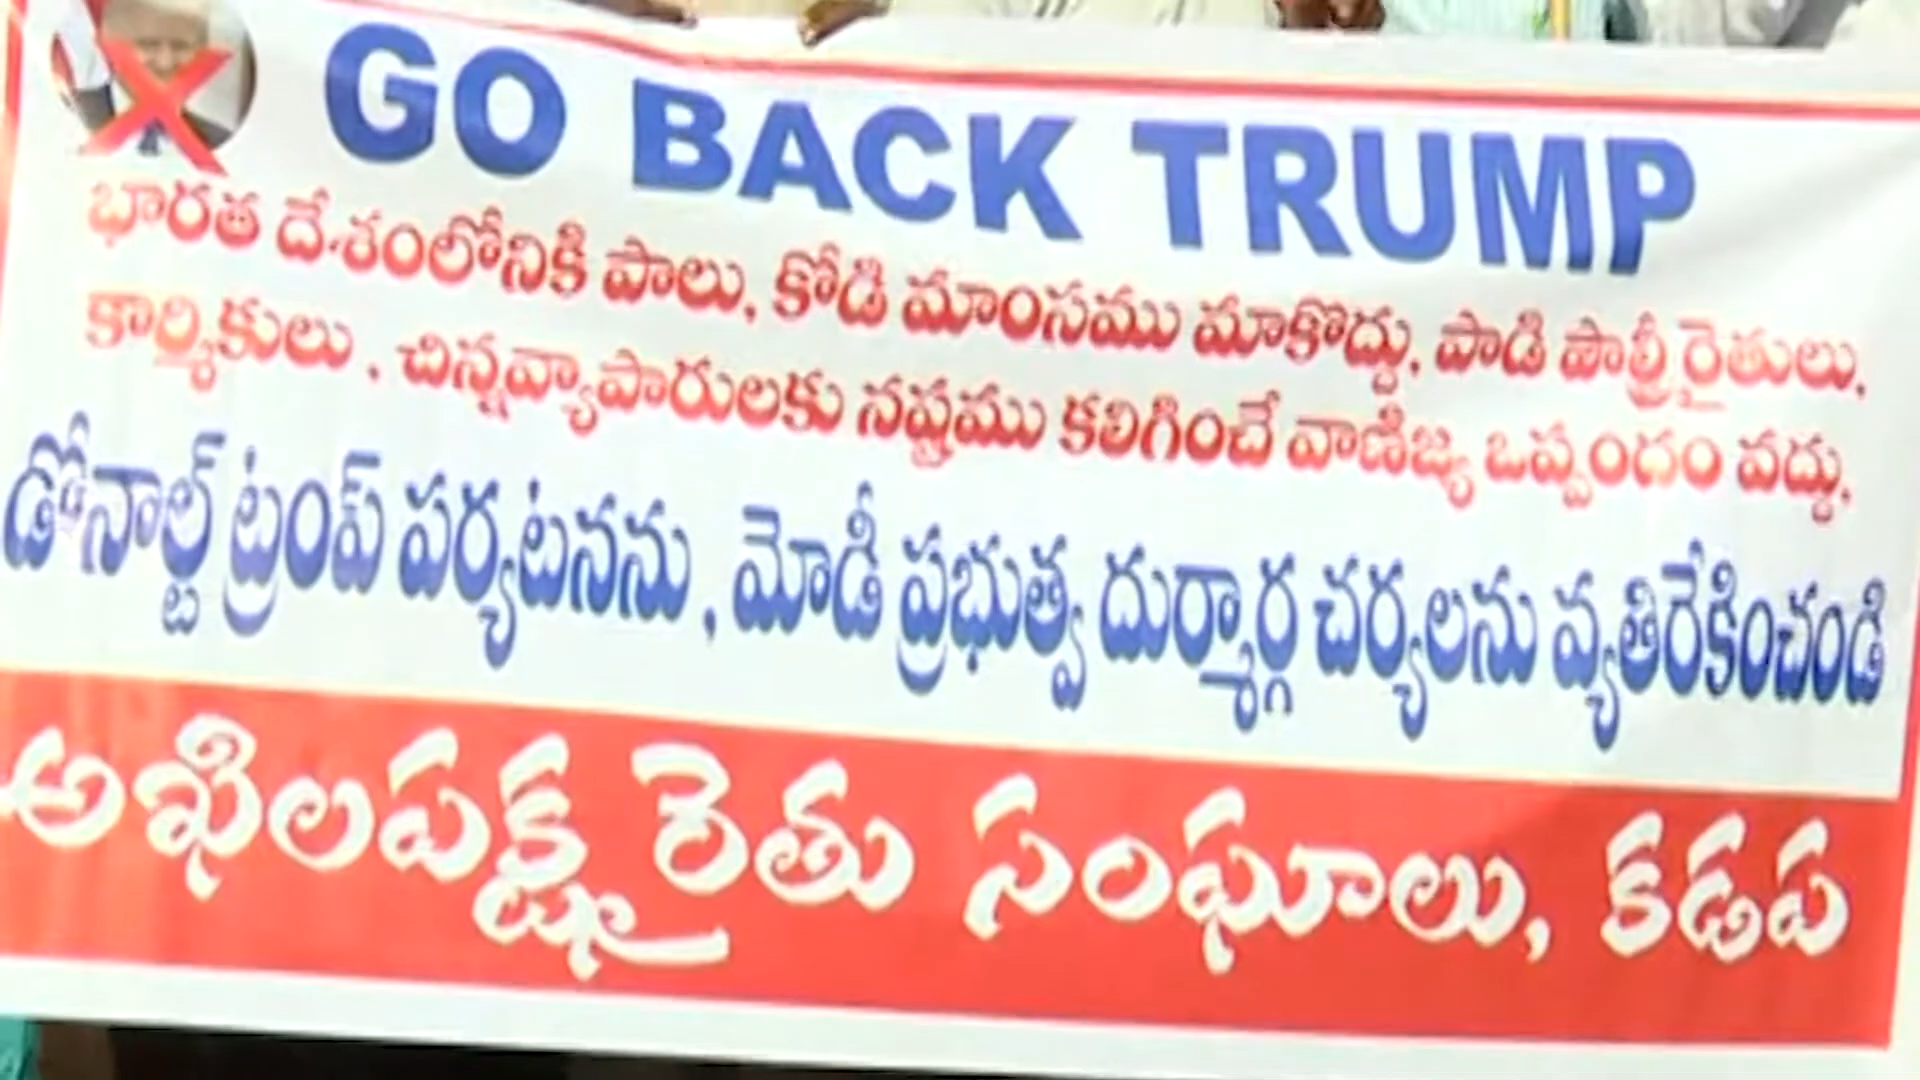 GO BACK TRUMP
భారత దేశంలోనికి పాలు, కోడి మాంసము మాకొద్దు, పాడి పౌల్ట్రీ రైతులు,
కార్మికులు, చిన్నవ్యాపారులకు నష్టము కలిగించే వాణిజ్య ఒప్పంగం వద్దు,
డోనాల్ట్ ట్రంప్ పర్యటనను, మోడీ ప్రభుత్వ దుర్మార్గ చర్యలను వ్యతిరేకించండి
అఖిలపక్ష రైతు సంఘాలు, కడప